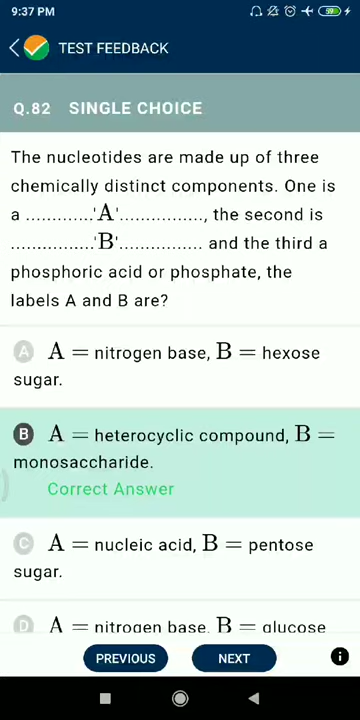 9:37 PM
59
TEST FEEDBACK
Q.82 SINGLE CHOICE
The nucleotides are made up of three
chemically distinct components. One is
a .............'A'................, the second is
................'B'................ and the third a
phosphoric acid or phosphate, the
labels A and B are?
A A = nitrogen base, B = hexose
sugar.
B A = heterocyclic compound, B =
monosaccharide.
Correct Answer
C A = nucleic acid, B = pentose
sugar.
D A = nitrogen base, B = glucose
PREVIOUS NEXT